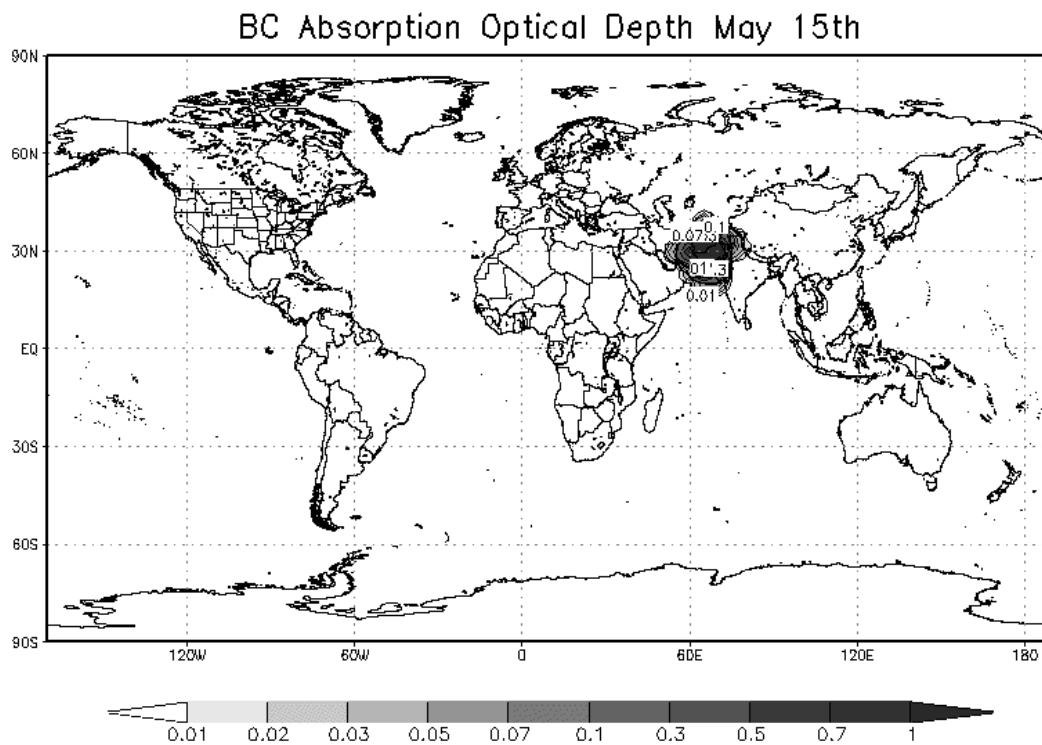 BC Absorption Optical Depth May 15th
90N
60N
30N
EQ
30S
60S
90S
0.1
0.01
120W 60W 0 60E 120E 180
0.01 0.02 0.03 0.05 0.07 0.1 0.3 0.5 0.7 1